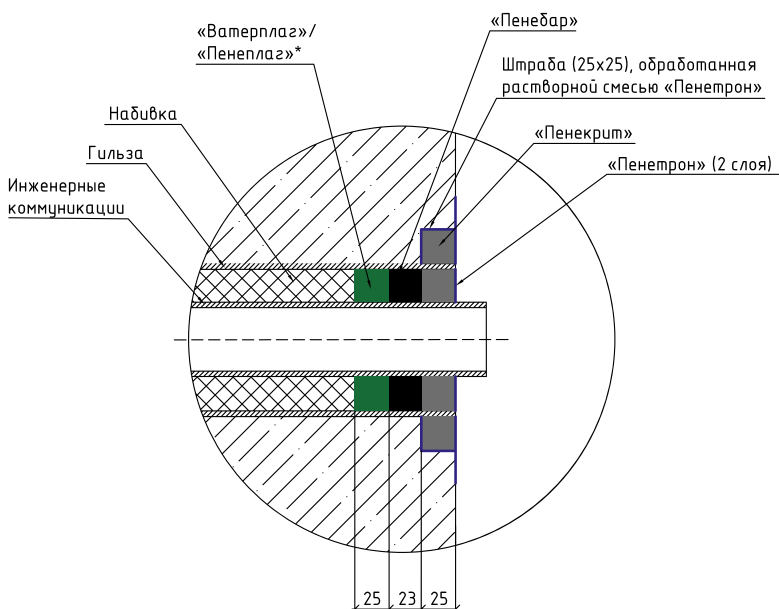 «Ватерплаг»/
«Пенеплаг»*
«Пенебар»
Штраба (25х25), обработанная
растворной смесью «Пенетрон»
Набивка
«Пенекрит»
Гильза
«Пенетрон» (2 слоя)
Инженерные
коммуникации
25
23
25